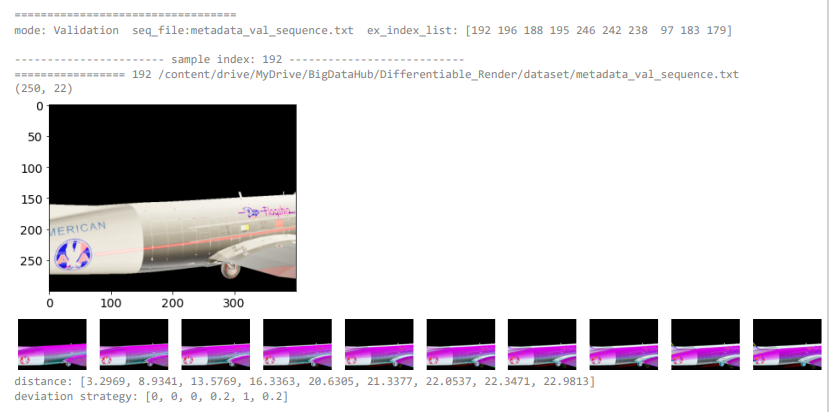 ==================================
mode: Validation  seq_file:metadata_val_sequence.txt  ex_index_list: [192 196 188 195 246 242 238  97 183 179]
----------------------- sample index: 192 ---------------------------
================= 192 /content/drive/MyDrive/BigDataHub/Differentiable_Render/dataset/metadata_val_sequence.txt
(250, 22)
0
50
100
150
200
250
MERICAN
0 100 200 300
distance: [3.2969, 8.9341, 13.5769, 16.3363, 20.6305, 21.3377, 22.0537, 22.3471, 22.9813]
deviation strategy: [0, 0, 0, 0.2, 1, 0.2]